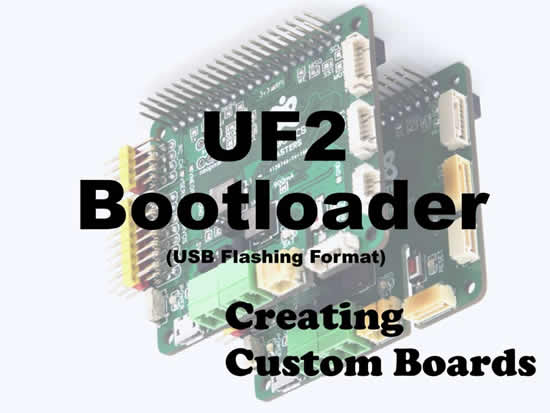 UF2
Bootloader
(USB Flashing Format)
Creating
Custom Boards